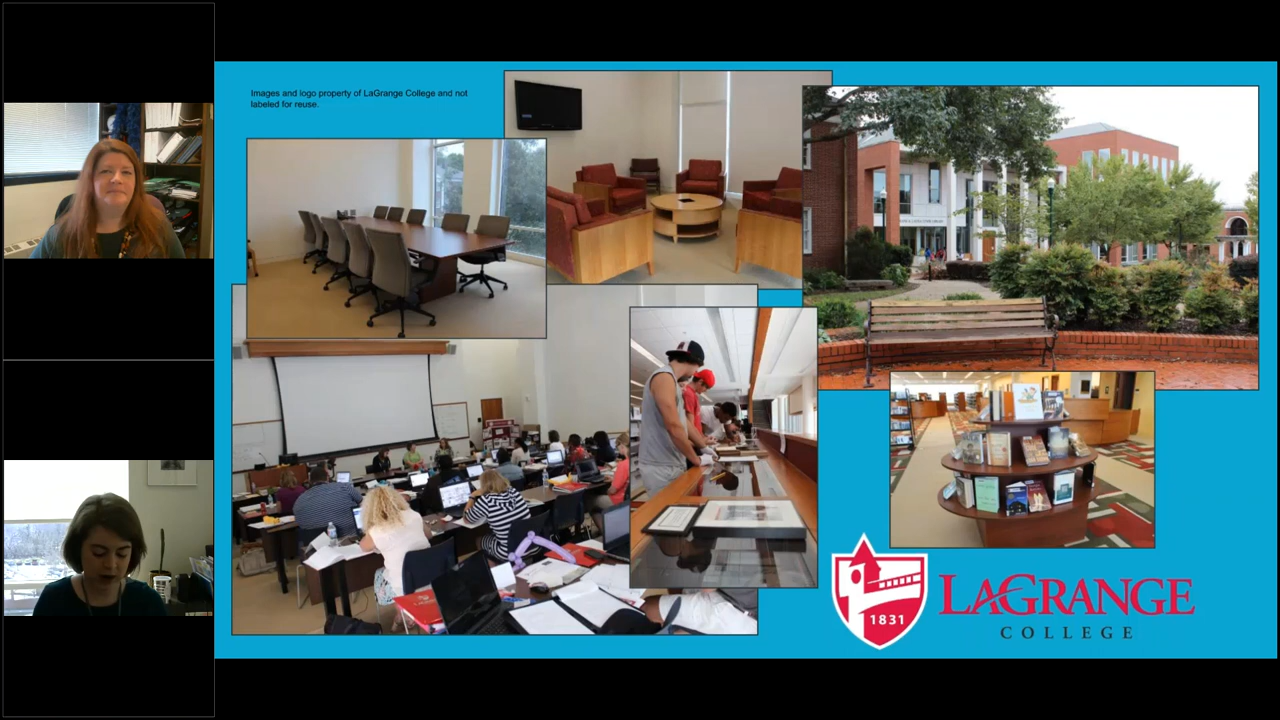 Images and logo property of LaGrange College and not
labeled for reuse.
1831
LAGRANGE
COLLEGE